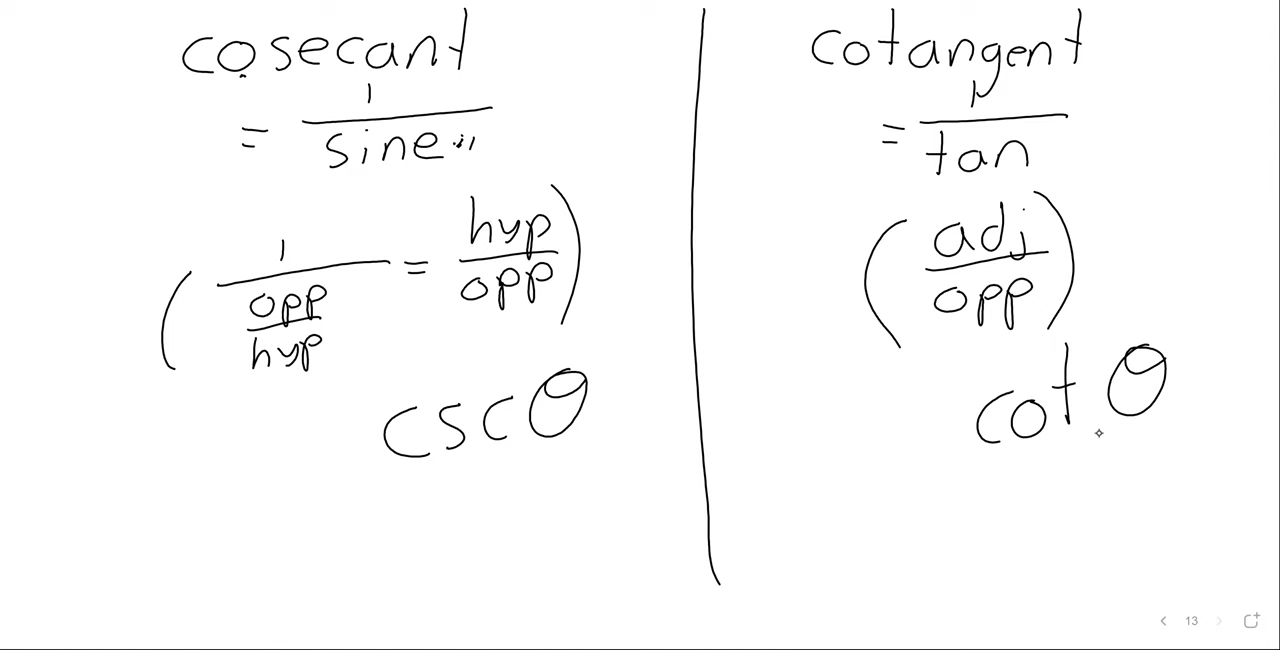 cosecant
= 1/sine
(1/(opp/hyp) = hyp/opp)
csc θ
cotangent
= 1/tan
(adj/opp)
cot θ
13